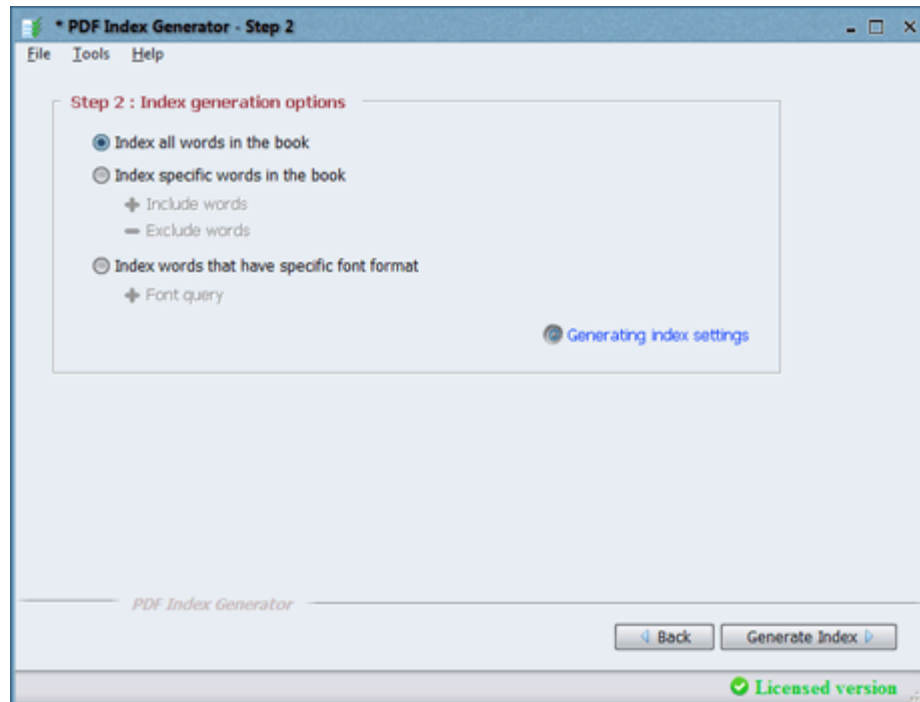 * PDF Index Generator - Step 2
File Tools Help
Step 2 : Index generation options
Index all words in the book
Index specific words in the book
Include words
Exclude words
Index words that have specific font format
Font query
Generating index settings
PDF Index Generator
Back Generate Index
Licensed version